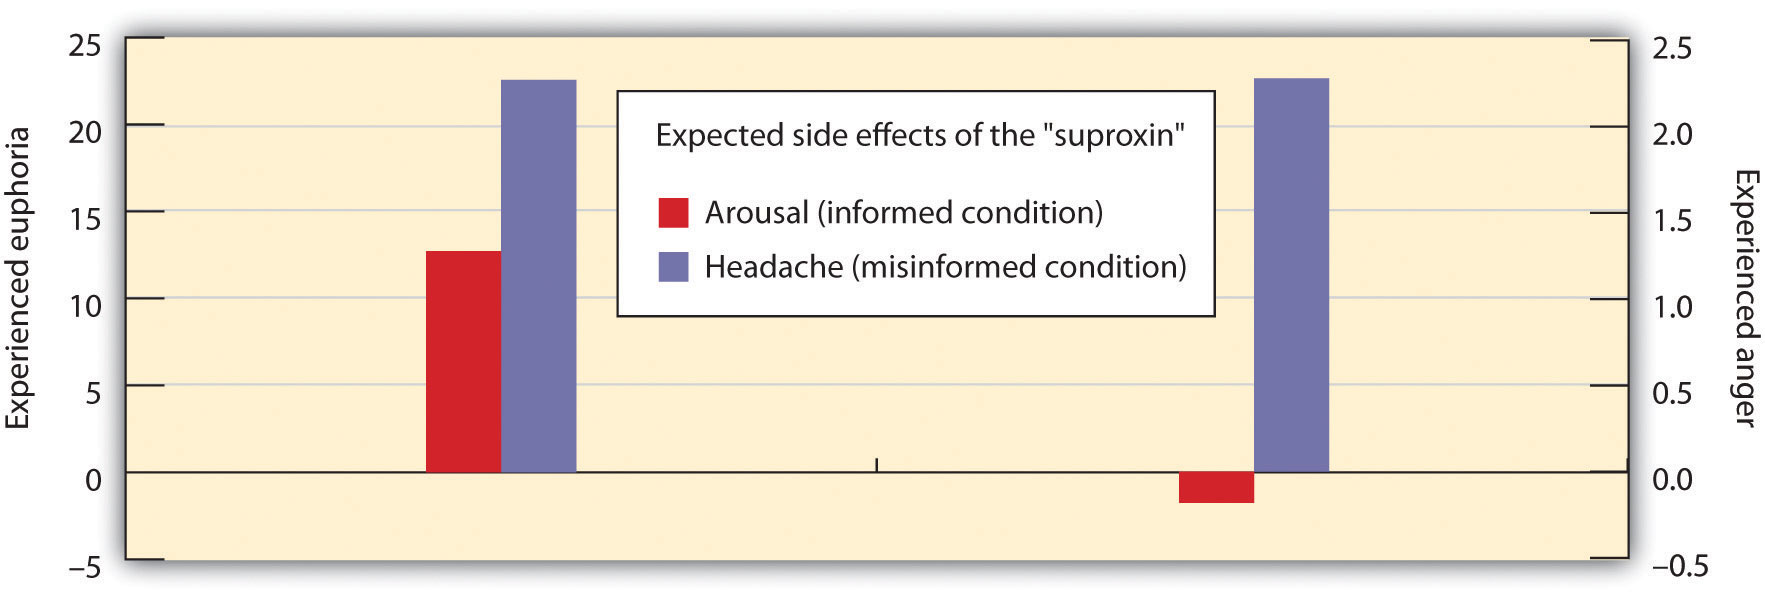 Experienced euphoria
25
20
15
10
5
0
–5
Expected side effects of the "suproxin"
Arousal (informed condition)
Headache (misinformed condition)
2.5
2.0
1.5
1.0
0.5
0.0
–0.5
Experienced anger